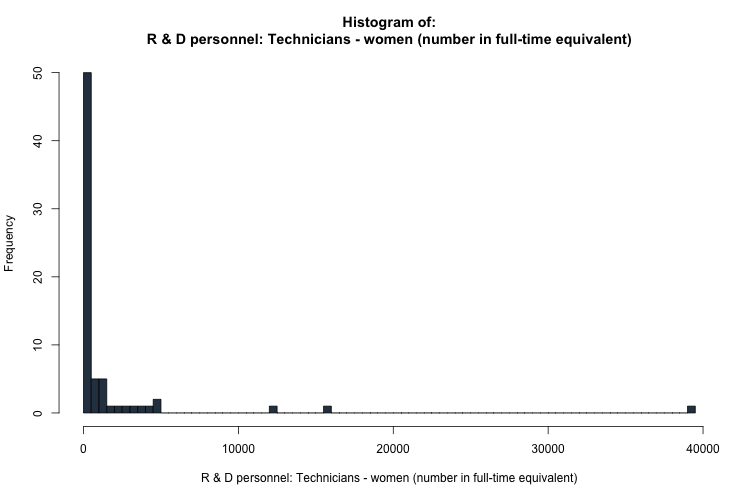 Histogram of:
R & D personnel: Technicians - women (number in full-time equivalent)
Frequency
50
40
30
20
10
0
0 10000 20000 30000 40000
R & D personnel: Technicians - women (number in full-time equivalent)